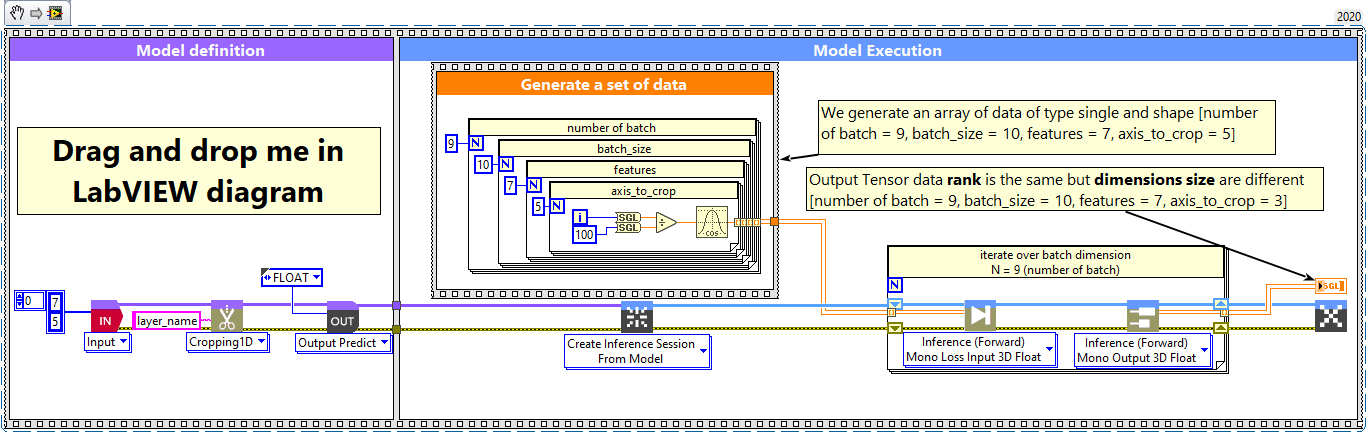 2020
Model definition
Model Execution
Generate a set of data
number of batch
9
N
batch_size
10
N
features
7
N
axis_to_crop
5
N
i
SGL
100
SGL
COS
We generate an array of data of type single and shape [number
of batch = 9, batch_size = 10, features = 7, axis_to_crop = 5]
Output Tensor data rank is the same but dimensions size are different
[number of batch = 9, batch_size = 10, features = 7, axis_to_crop = 3]
Drag and drop me in
LabVIEW diagram
FLOAT
0
7
5
IN
layer_name
OUT
Input
Cropping1D
Output Predict
Create Inference Session
From Model
iterate over batch dimension
N = 9 (number of batch)
N
SGL
Inference (Forward)
Mono Loss Input 3D Float
Inference (Forward)
Mono Output 3D Float